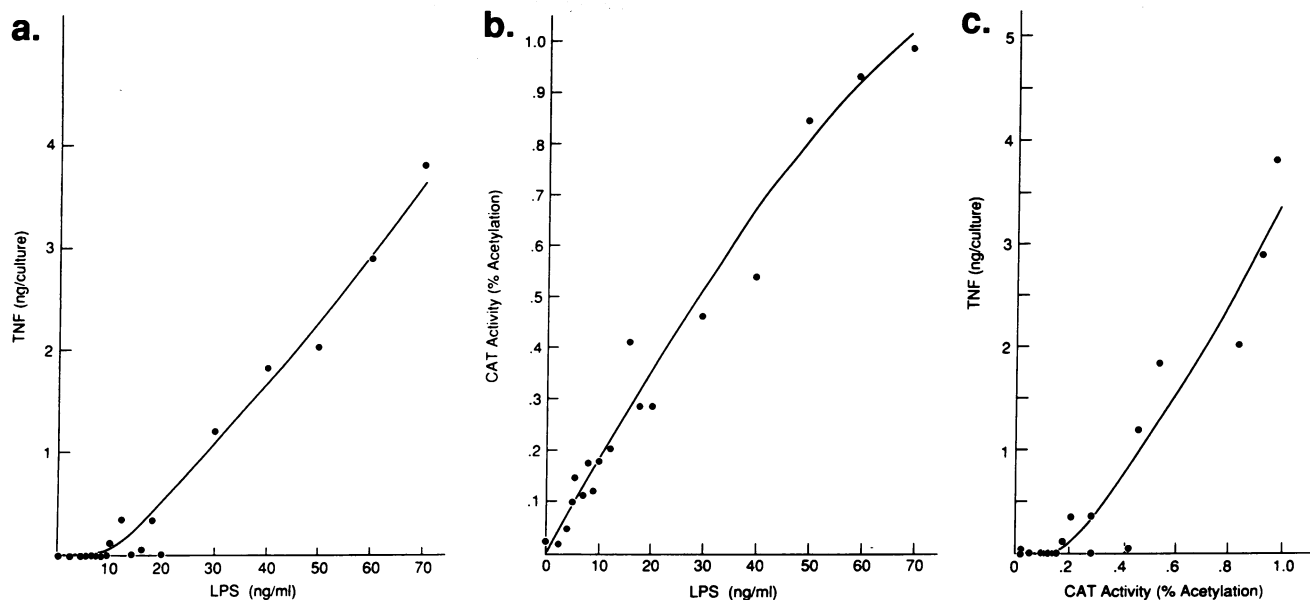 a.
4
3
2
1
TNF (ng/culture)
10 20 30 40 50 60 70
LPS (ng/ml)
b.
1.0
.9
.8
.7
.6
.5
.4
.3
.2
.1
CAT Activity (% Acetylation)
0 10 20 30 40 50 60 70
LPS (ng/ml)
c.
5
4
3
2
1
TNF (ng/culture)
0 .2 .4 .6 .8 1.0
CAT Activity (% Acetylation)